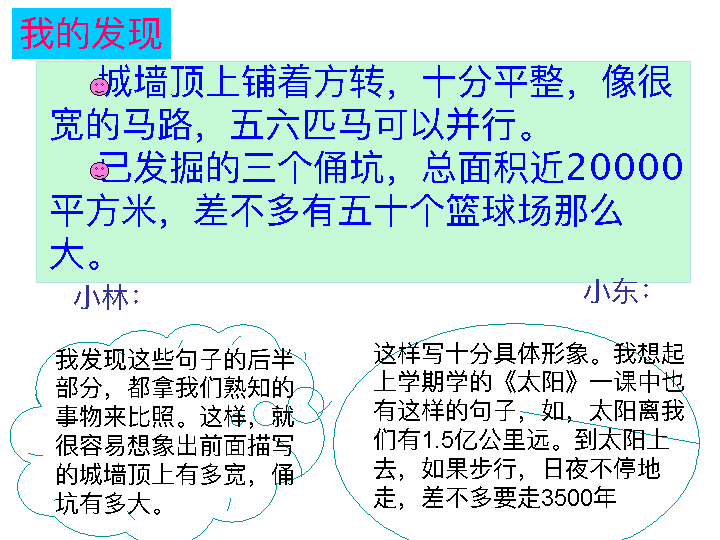 我的发现
城墙顶上铺着方转，十分平整，像很
宽的马路，五六匹马可以并行。
已发掘的三个俑坑，总面积近20000
平方米，差不多有五十个篮球场那么
大。
小林：
小东：
我发现这些句子的后半
部分，都拿我们熟知的
事物来比照。这样，就
很容易想象出前面描写
的城墙顶上有多宽，俑
坑有多大。
这样写十分具体形象。我想起
上学期学的《太阳》一课中也
有这样的句子，如，太阳离我
们有1.5亿公里远。到太阳上
去，如果步行，日夜不停地
走，差不多要走3500年